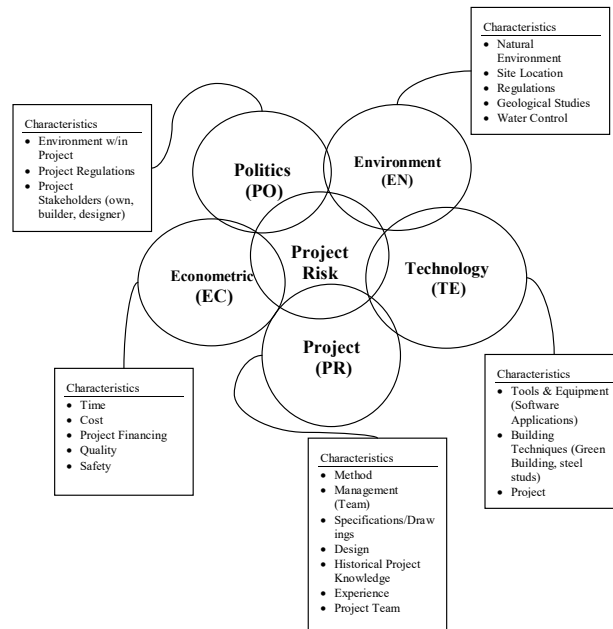 Characteristics
• Natural
Environment
• Site Location
• Regulations
• Geological Studies
• Water Control
Characteristics
• Environment w/in
Project
• Project Regulations
• Project
Stakeholders (own,
builder, designer)
Politics
(PO)
Environment
(EN)
Project
Risk
Econometric
(EC)
Technology
(TE)
Project
(PR)
Characteristics
• Time
• Cost
• Project Financing
• Quality
• Safety
Characteristics
• Method
• Management
(Team)
• Specifications/Draw
ings
• Design
• Historical Project
Knowledge
• Experience
• Project Team
Characteristics
• Tools & Equipment
(Software
Applications)
• Building
Techniques (Green
Building, steel
studs)
• Project